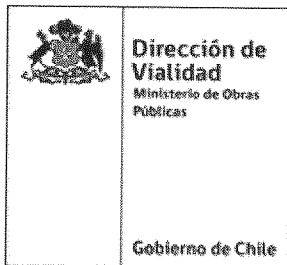 Dirección de
Vialidad
Ministerio de Obras
Públicas
Gobierno de Chile